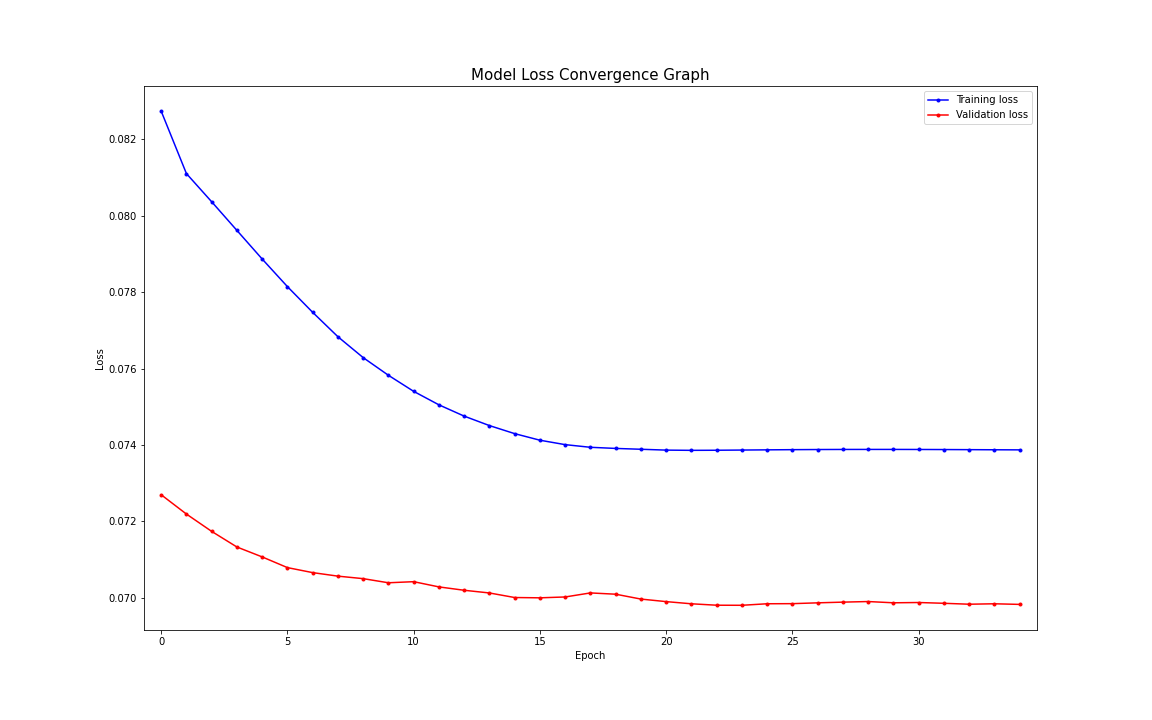 Model Loss Convergence Graph
Training loss
Validation loss
0.082
0.080
0.078
0.076
0.074
0.072
0.070
Loss
0 5 10 15 20 25 30
Epoch